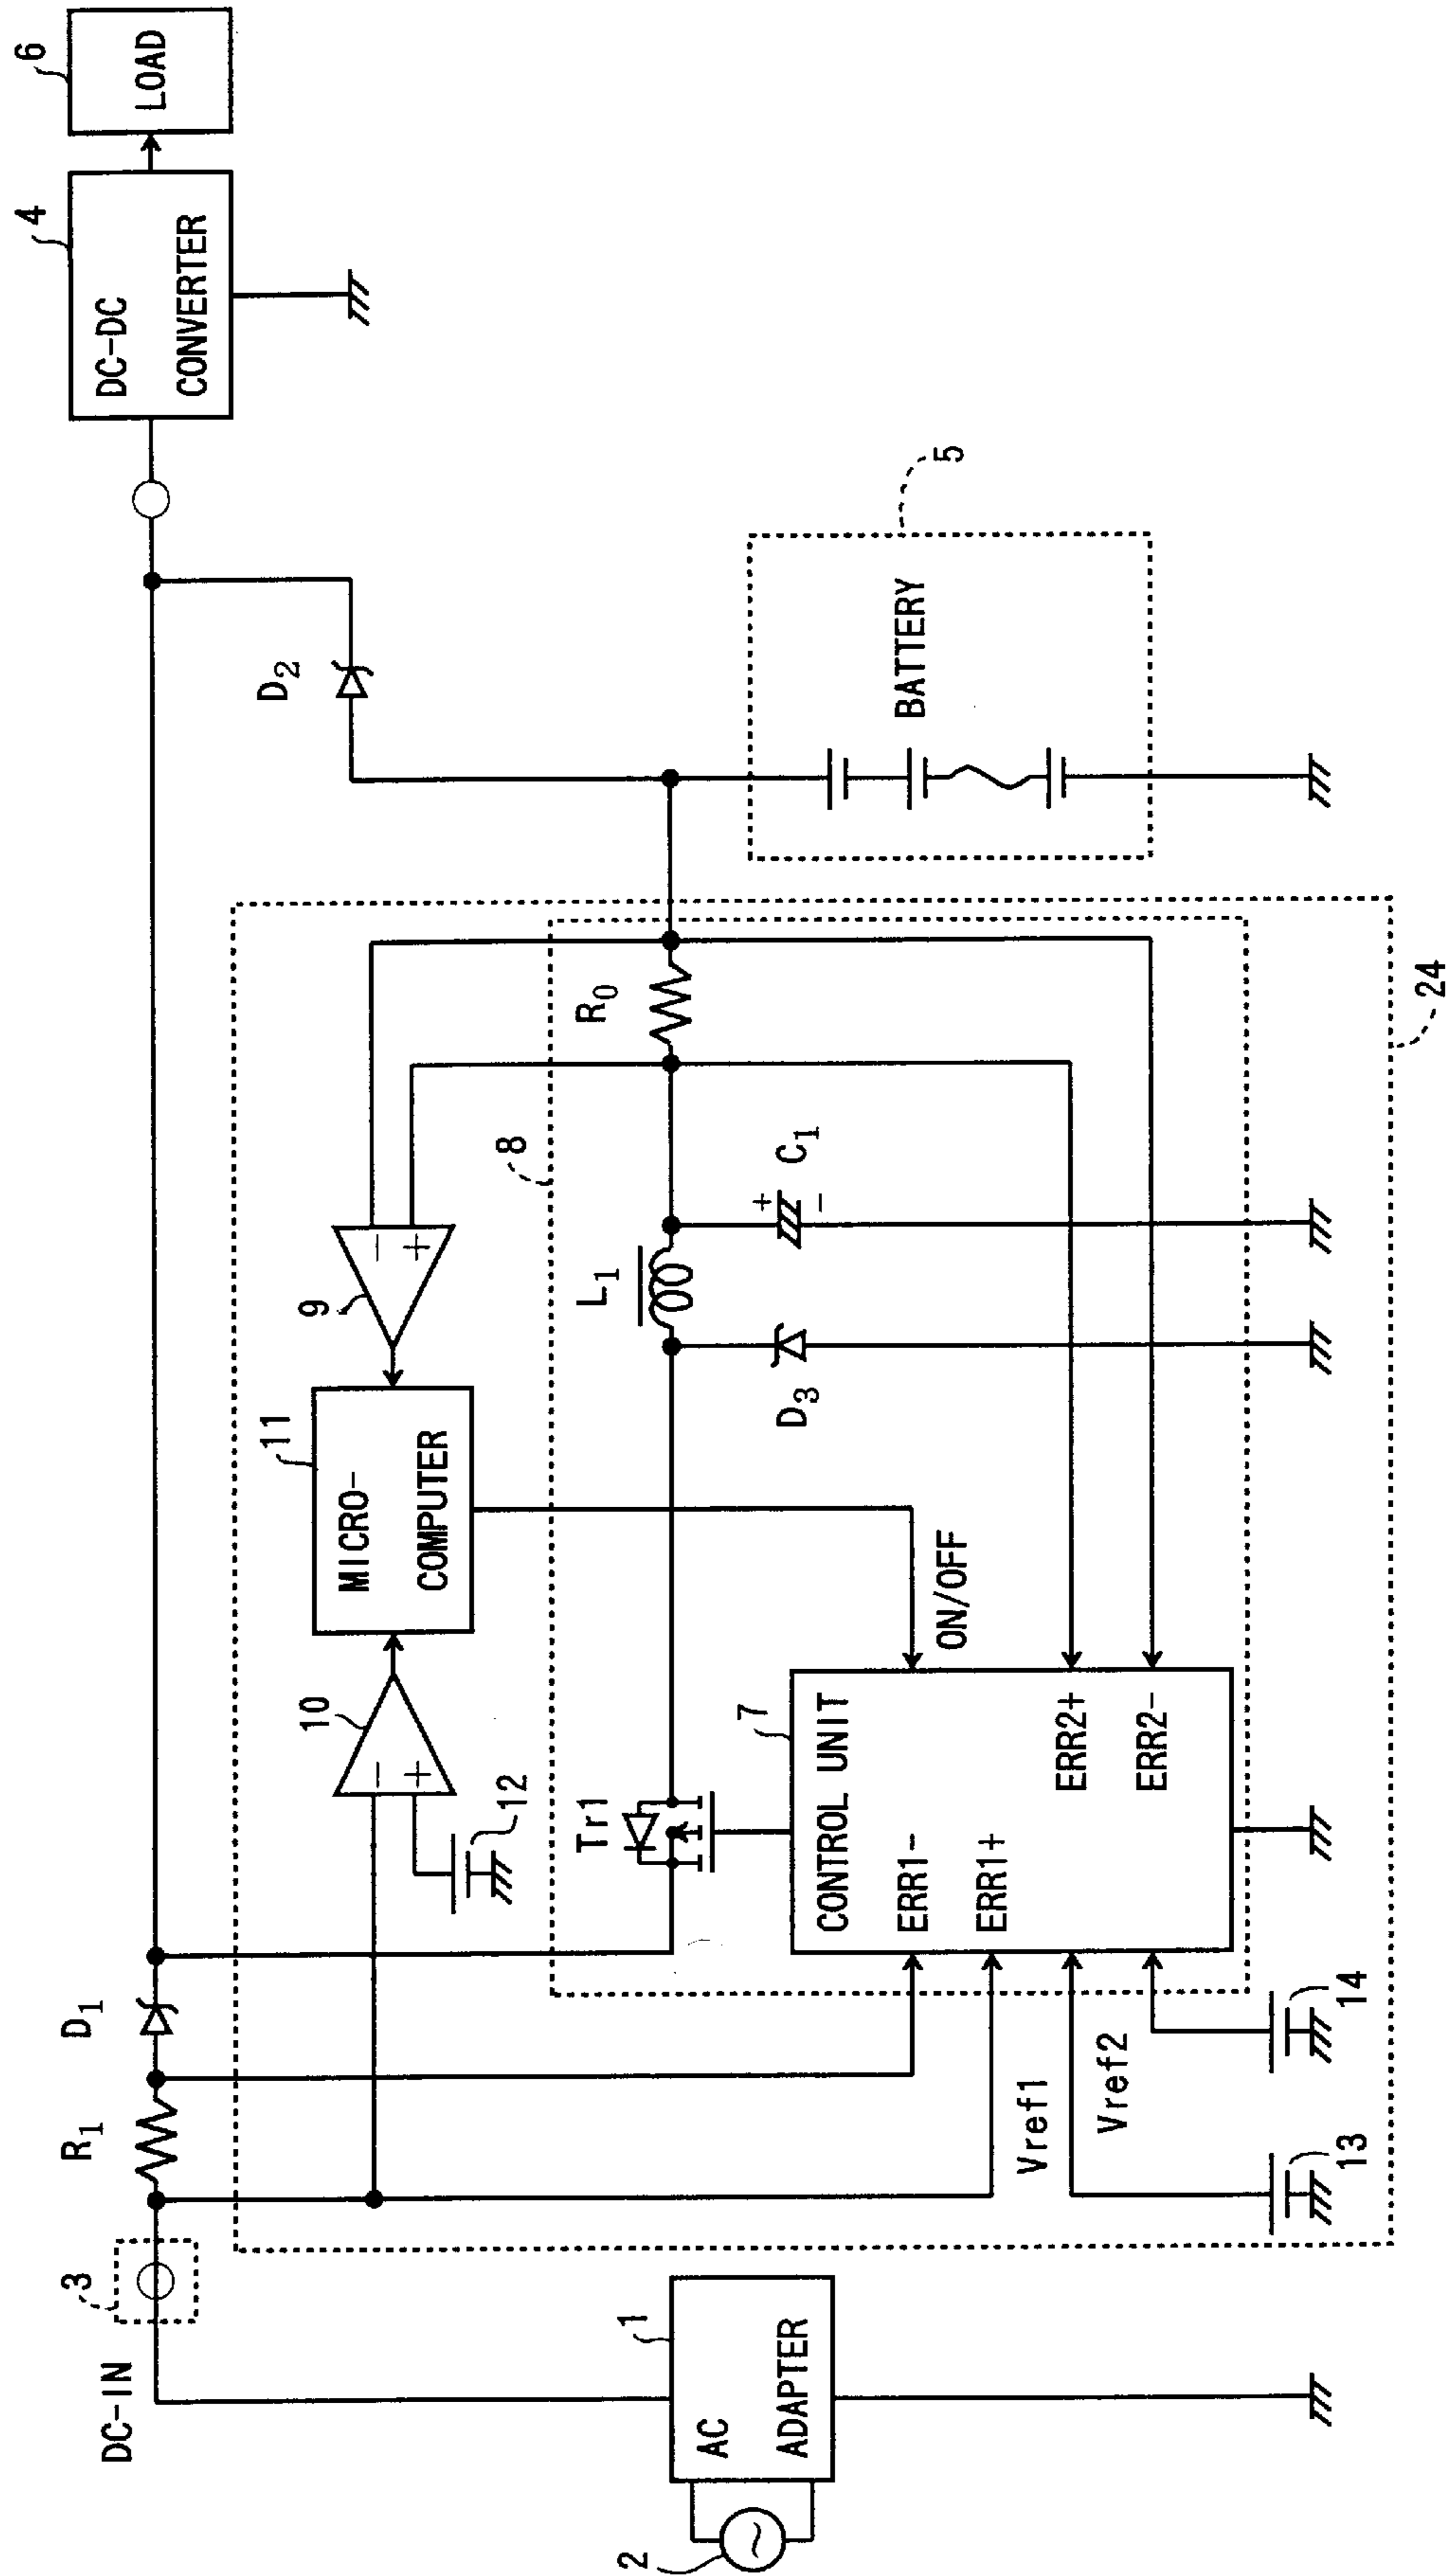 DC-IN
3
R1
D1
4
DC-DC
CONVERTER
6
LOAD
2
1
AC
ADAPTER
10
−
+
12
11
MICRO-
COMPUTER
9
−
+
8
D2
Tr1
L1
R0
+
−
C1
D3
5
BATTERY
7
CONTROL UNIT
ERR1-
ERR1+
ERR2+
ERR2-
ON/OFF
Vref1
Vref2
13
14
24